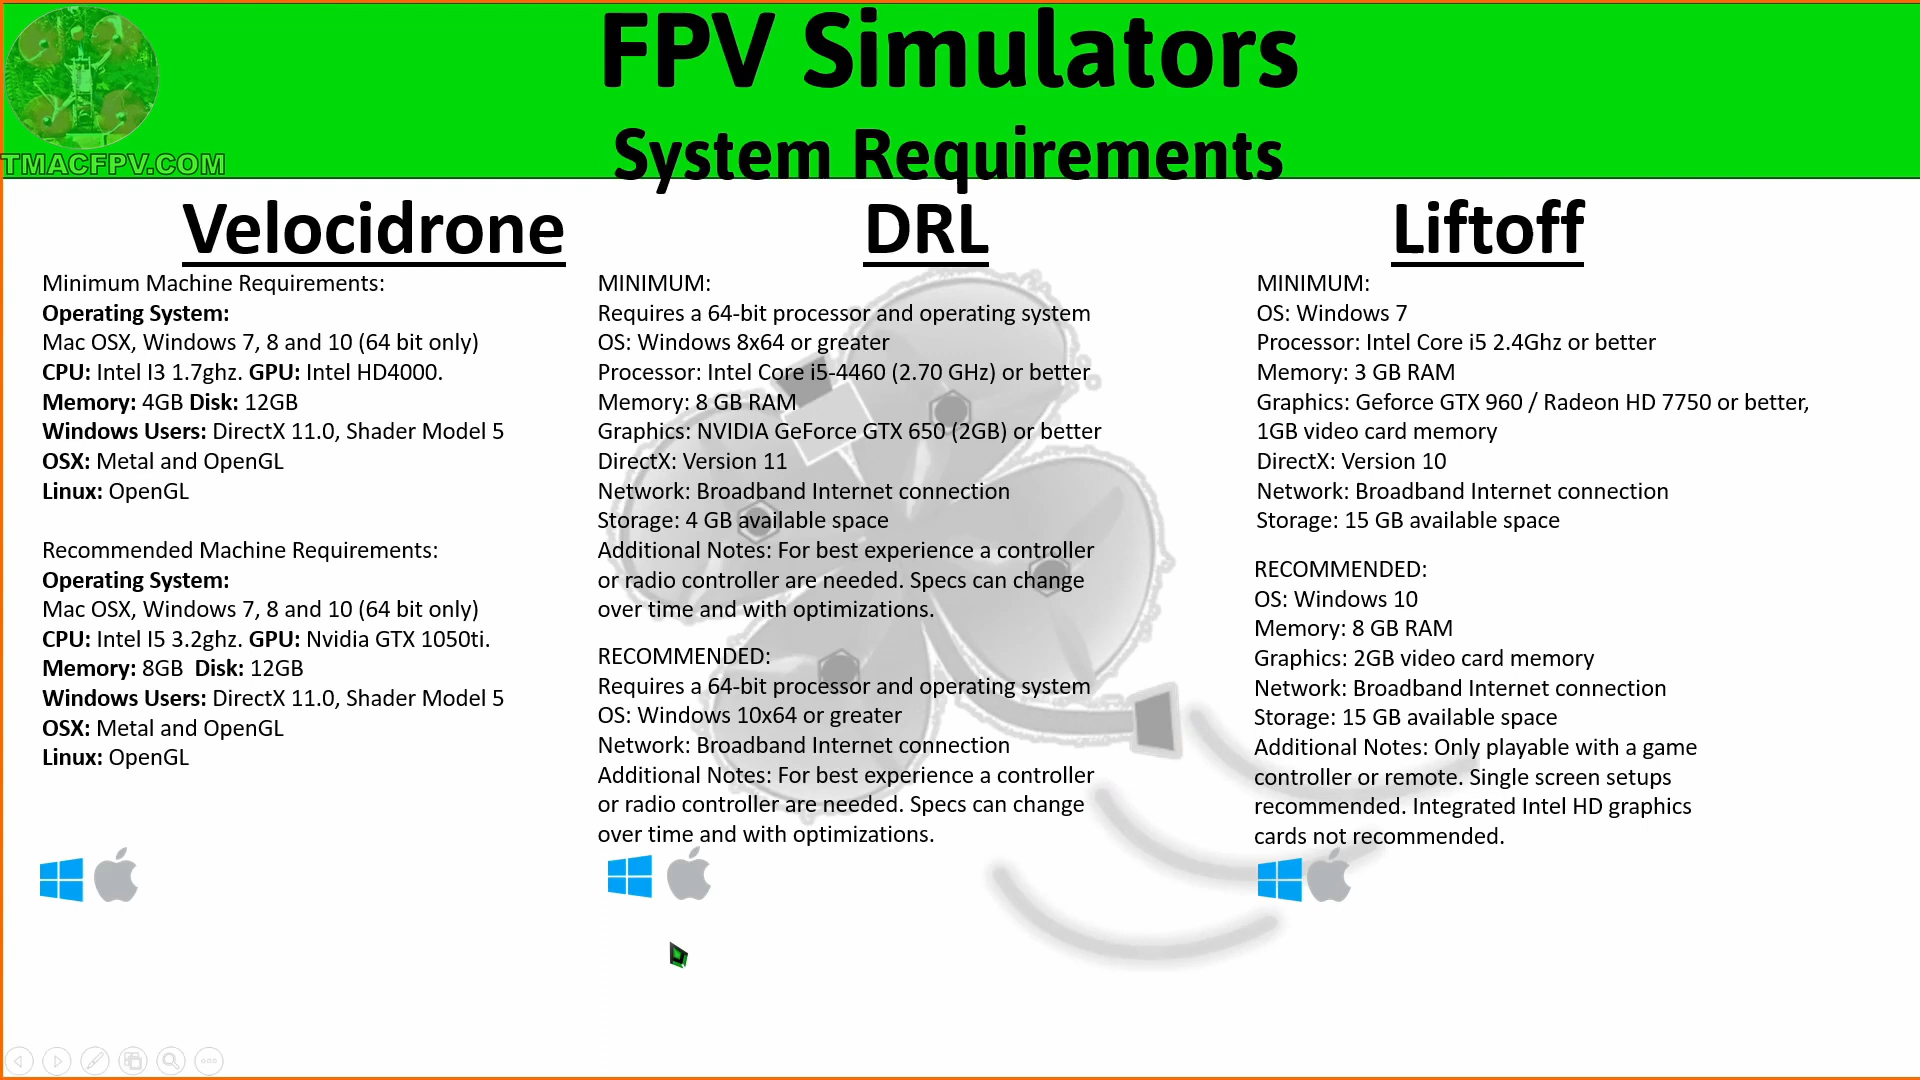 FPV Simulators
System Requirements
TMACFPV.COM
Velocidrone
Minimum Machine Requirements:
Operating System:
Mac OSX, Windows 7, 8 and 10 (64 bit only)
CPU: Intel I3 1.7ghz. GPU: Intel HD4000.
Memory: 4GB Disk: 12GB
Windows Users: DirectX 11.0, Shader Model 5
OSX: Metal and OpenGL
Linux: OpenGL
Recommended Machine Requirements:
Operating System:
Mac OSX, Windows 7, 8 and 10 (64 bit only)
CPU: Intel I5 3.2ghz. GPU: Nvidia GTX 1050ti.
Memory: 8GB  Disk: 12GB
Windows Users: DirectX 11.0, Shader Model 5
OSX: Metal and OpenGL
Linux: OpenGL
DRL
MINIMUM:
Requires a 64-bit processor and operating system
OS: Windows 8x64 or greater
Processor: Intel Core i5-4460 (2.70 GHz) or better
Memory: 8 GB RAM
Graphics: NVIDIA GeForce GTX 650 (2GB) or better
DirectX: Version 11
Network: Broadband Internet connection
Storage: 4 GB available space
Additional Notes: For best experience a controller
or radio controller are needed. Specs can change
over time and with optimizations.
RECOMMENDED:
Requires a 64-bit processor and operating system
OS: Windows 10x64 or greater
Network: Broadband Internet connection
Additional Notes: For best experience a controller
or radio controller are needed. Specs can change
over time and with optimizations.
Liftoff
MINIMUM:
OS: Windows 7
Processor: Intel Core i5 2.4Ghz or better
Memory: 3 GB RAM
Graphics: Geforce GTX 960 / Radeon HD 7750 or better,
1GB video card memory
DirectX: Version 10
Network: Broadband Internet connection
Storage: 15 GB available space
RECOMMENDED:
OS: Windows 10
Memory: 8 GB RAM
Graphics: 2GB video card memory
Network: Broadband Internet connection
Storage: 15 GB available space
Additional Notes: Only playable with a game
controller or remote. Single screen setups
recommended. Integrated Intel HD graphics
cards not recommended.